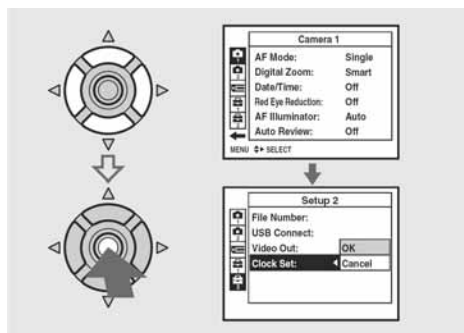 Camera 1
AF Mode: Single
Digital Zoom: Smart
Date/Time: Off
Red Eye Reduction: Off
AF Illuminator: Auto
Auto Review: Off
MENU SELECT
Setup 2
File Number:
USB Connect:
Video Out: OK
Clock Set: Cancel